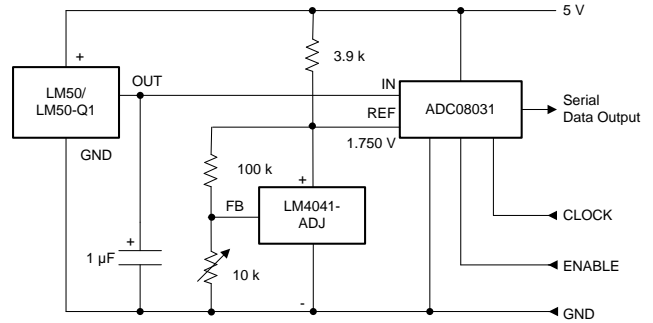 5 V
+
3.9 k
LM50/
LM50-Q1
OUT
IN
ADC08031
Serial
Data Output
REF
1.750 V
GND
100 k
+
FB
LM4041-
ADJ
CLOCK
+
1 µF
10 k
ENABLE
-
GND